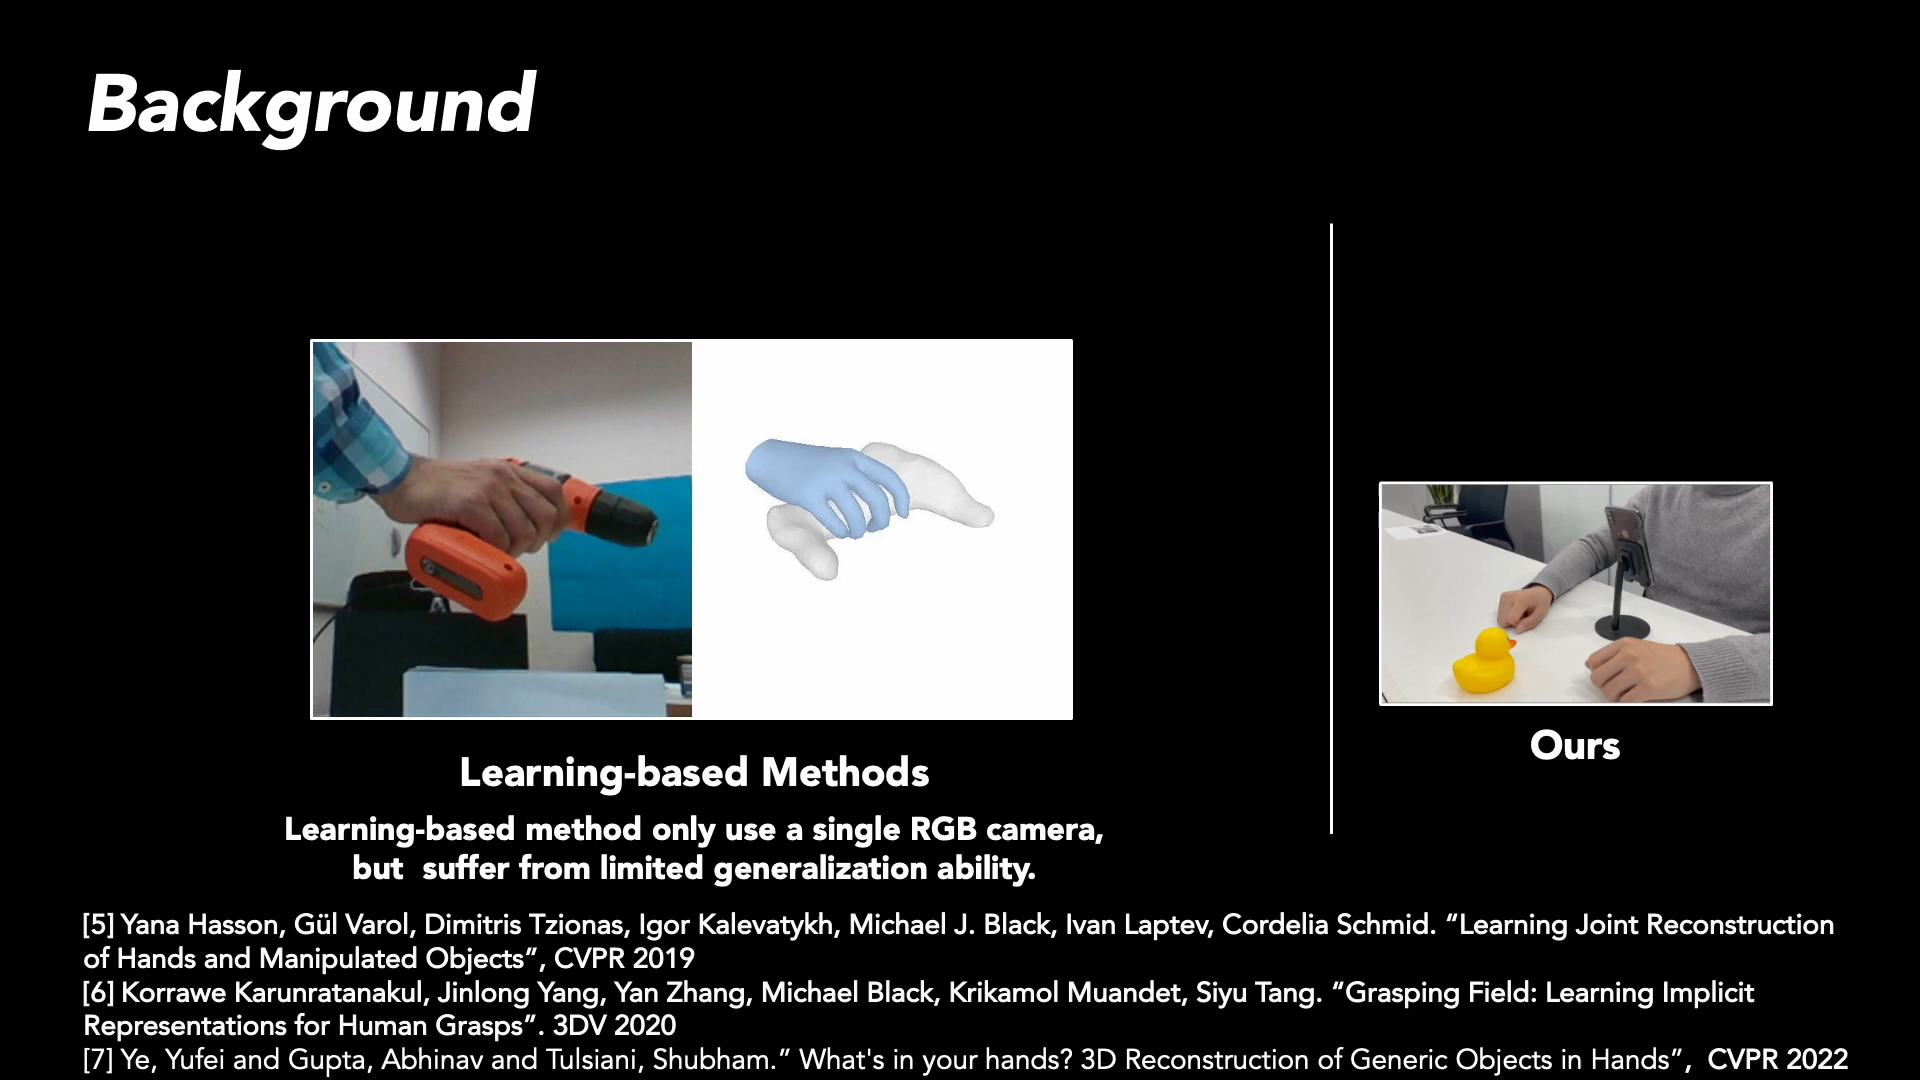 Background
Learning-based Methods
Learning-based method only use a single RGB camera,
but  suffer from limited generalization ability.
Ours
[5] Yana Hasson, Gül Varol, Dimitris Tzionas, Igor Kalevatykh, Michael J. Black, Ivan Laptev, Cordelia Schmid. “Learning Joint Reconstruction
of Hands and Manipulated Objects”, CVPR 2019
[6] Korrawe Karunratanakul, Jinlong Yang, Yan Zhang, Michael Black, Krikamol Muandet, Siyu Tang. “Grasping Field: Learning Implicit
Representations for Human Grasps”. 3DV 2020
[7] Ye, Yufei and Gupta, Abhinav and Tulsiani, Shubham.” What's in your hands? 3D Reconstruction of Generic Objects in Hands”,  CVPR 2022